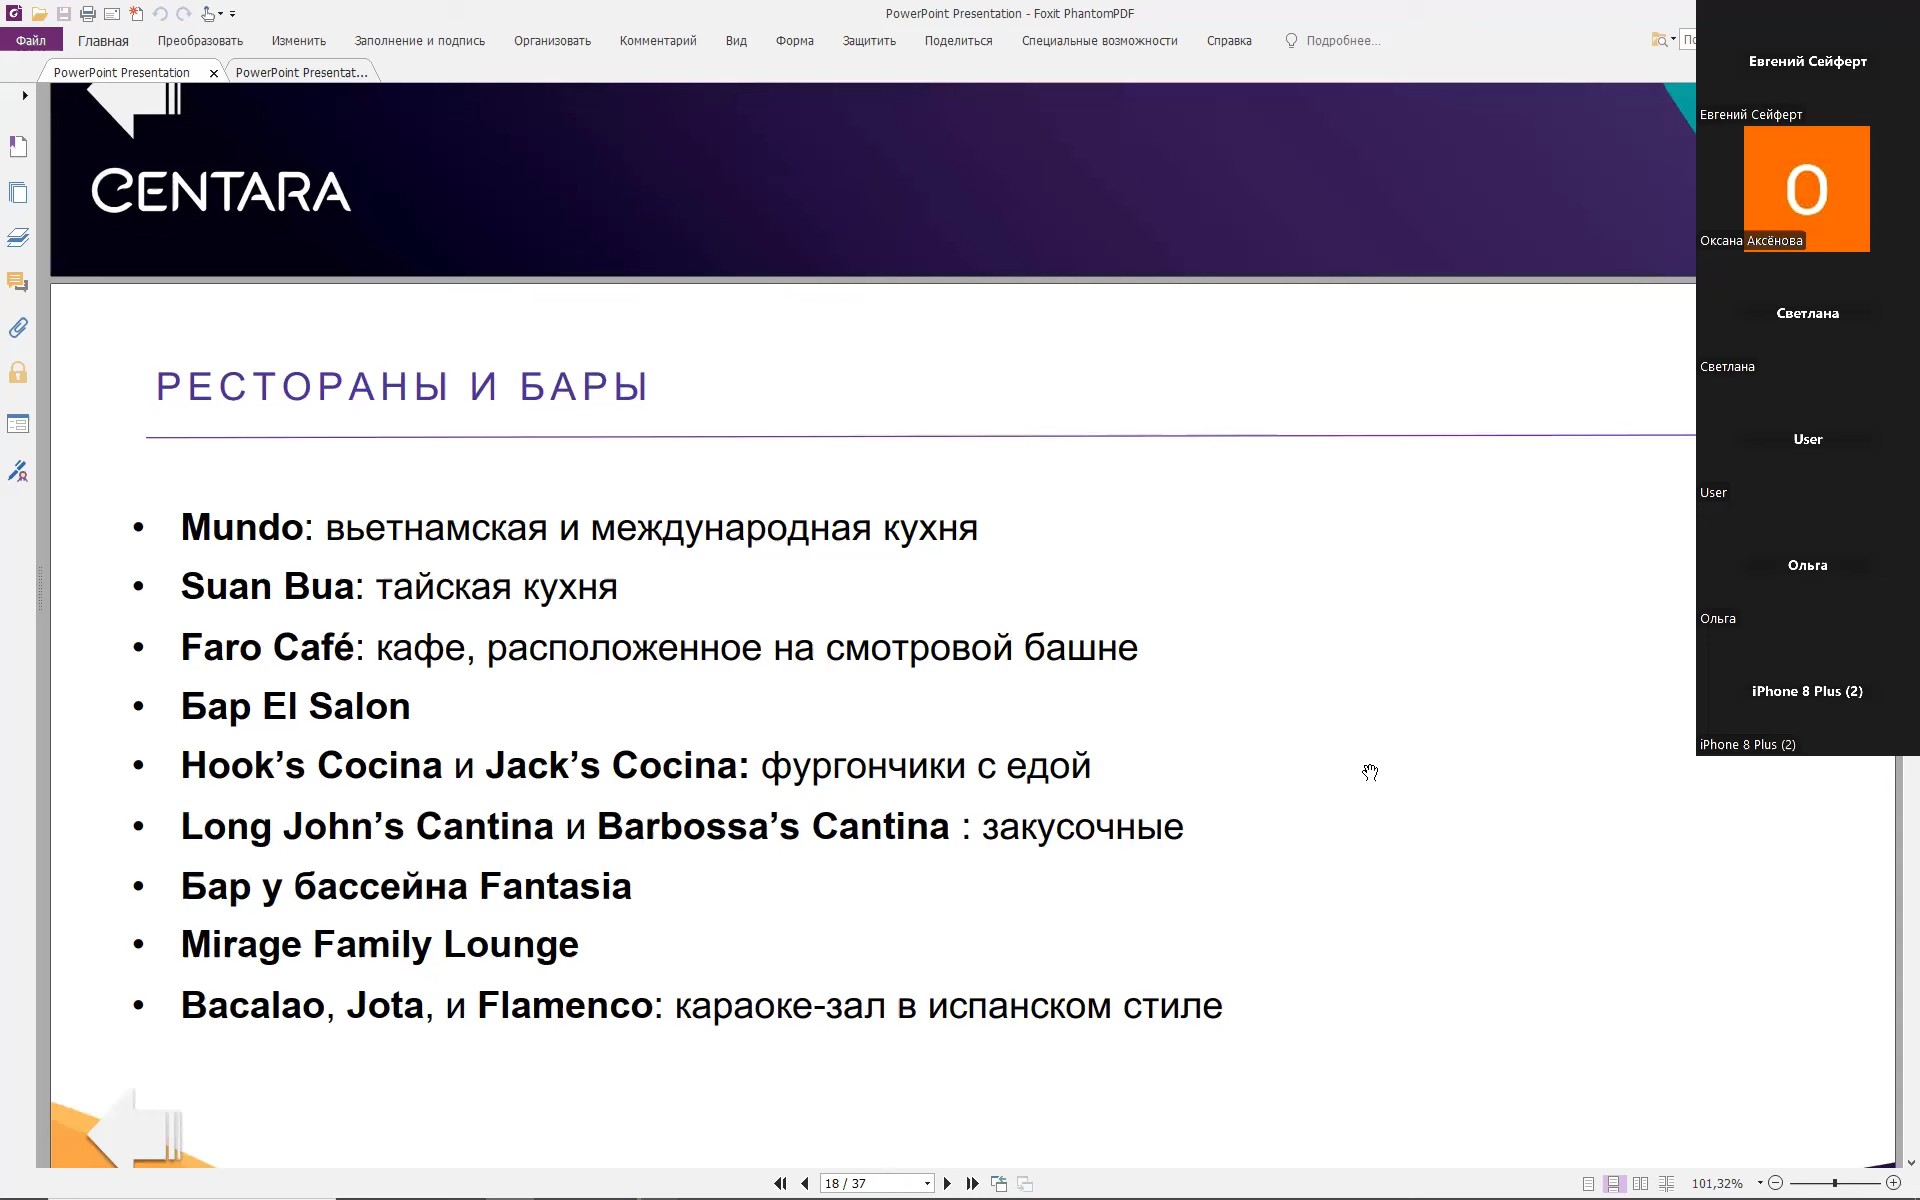 PowerPoint Presentation - Foxit PhantomPDF
Файл Главная Преобразовать Изменить Заполнение и подпись Организовать Комментарий Вид Форма Защитить Поделиться Специальные возможности Справка Подробнее...
PowerPoint Presentation PowerPoint Presentat...
CENTARA
РЕСТОРАНЫ И БАРЫ
• Mundo: вьетнамская и международная кухня
• Suan Bua: тайская кухня
• Faro Café: кафе, расположенное на смотровой башне
• Бар El Salon
• Hook’s Cocina и Jack’s Cocina: фургончики с едой
• Long John’s Cantina и Barbossa’s Cantina : закусочные
• Бар у бассейна Fantasia
• Mirage Family Lounge
• Bacalao, Jota, и Flamenco: караоке-зал в испанском стиле
Евгений Сейферт
Евгений Сейферт
О
Оксана Аксёнова
Светлана
Светлана
User
User
Ольга
Ольга
iPhone 8 Plus (2)
iPhone 8 Plus (2)
18 / 37
101,32%